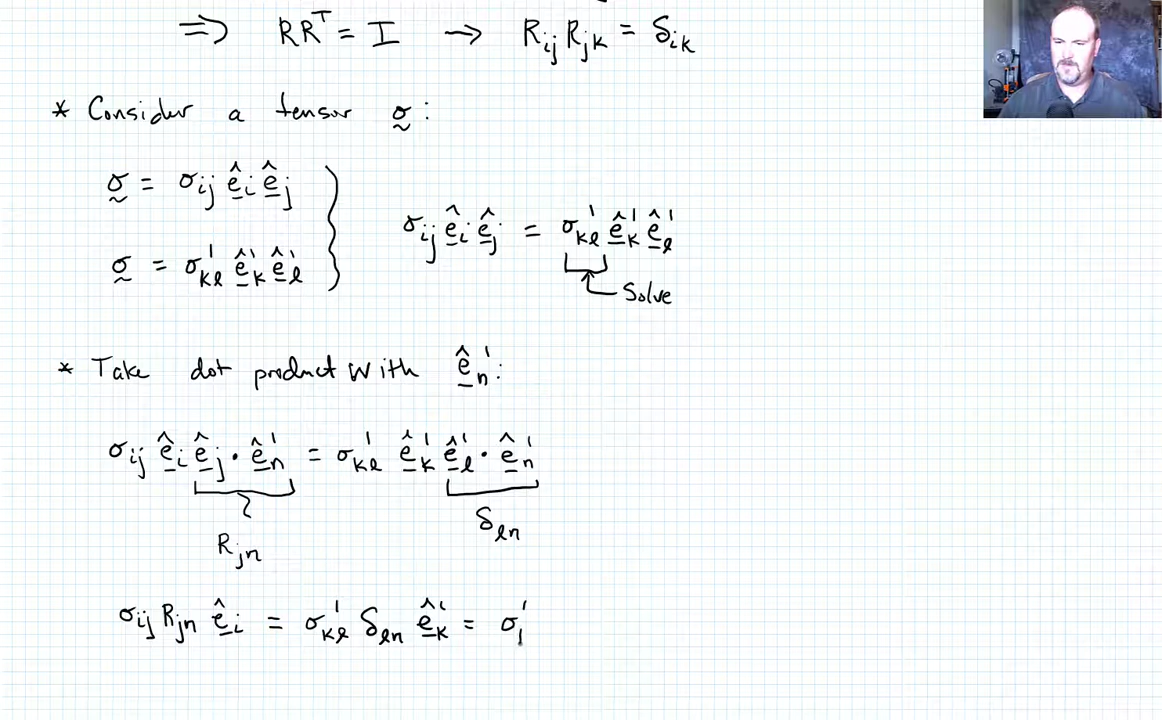 ⇒ RRᵀ = I → R_ij R_jk = δ_ik
* Consider a tensor σ̰ :
σ̰ = σ_ij ê_i ê_j
σ̰ = σ'_kl ê'_k ê'_l
σ_ij ê_i ê_j = σ'_kl ê'_k ê'_l
Solve
* Take dot product with ê'_n :
σ_ij ê_i ê_j · ê'_n = σ'_kl ê'_k ê'_l · ê'_n
R_jn
δ_ln
σ_ij R_jn ê_i = σ'_kl δ_ln ê'_k = σ'